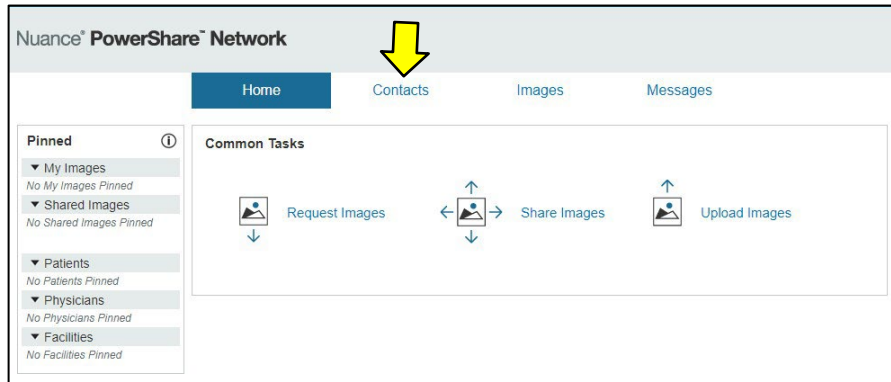 Nuance® PowerShare™ Network
Home Contacts Images Messages
Pinned
▼ My Images
No My Images Pinned
▼ Shared Images
No Shared Images Pinned
▼ Patients
No Patients Pinned
▼ Physicians
No Physicians Pinned
▼ Facilities
No Facilities Pinned
Common Tasks
Request Images
Share Images
Upload Images